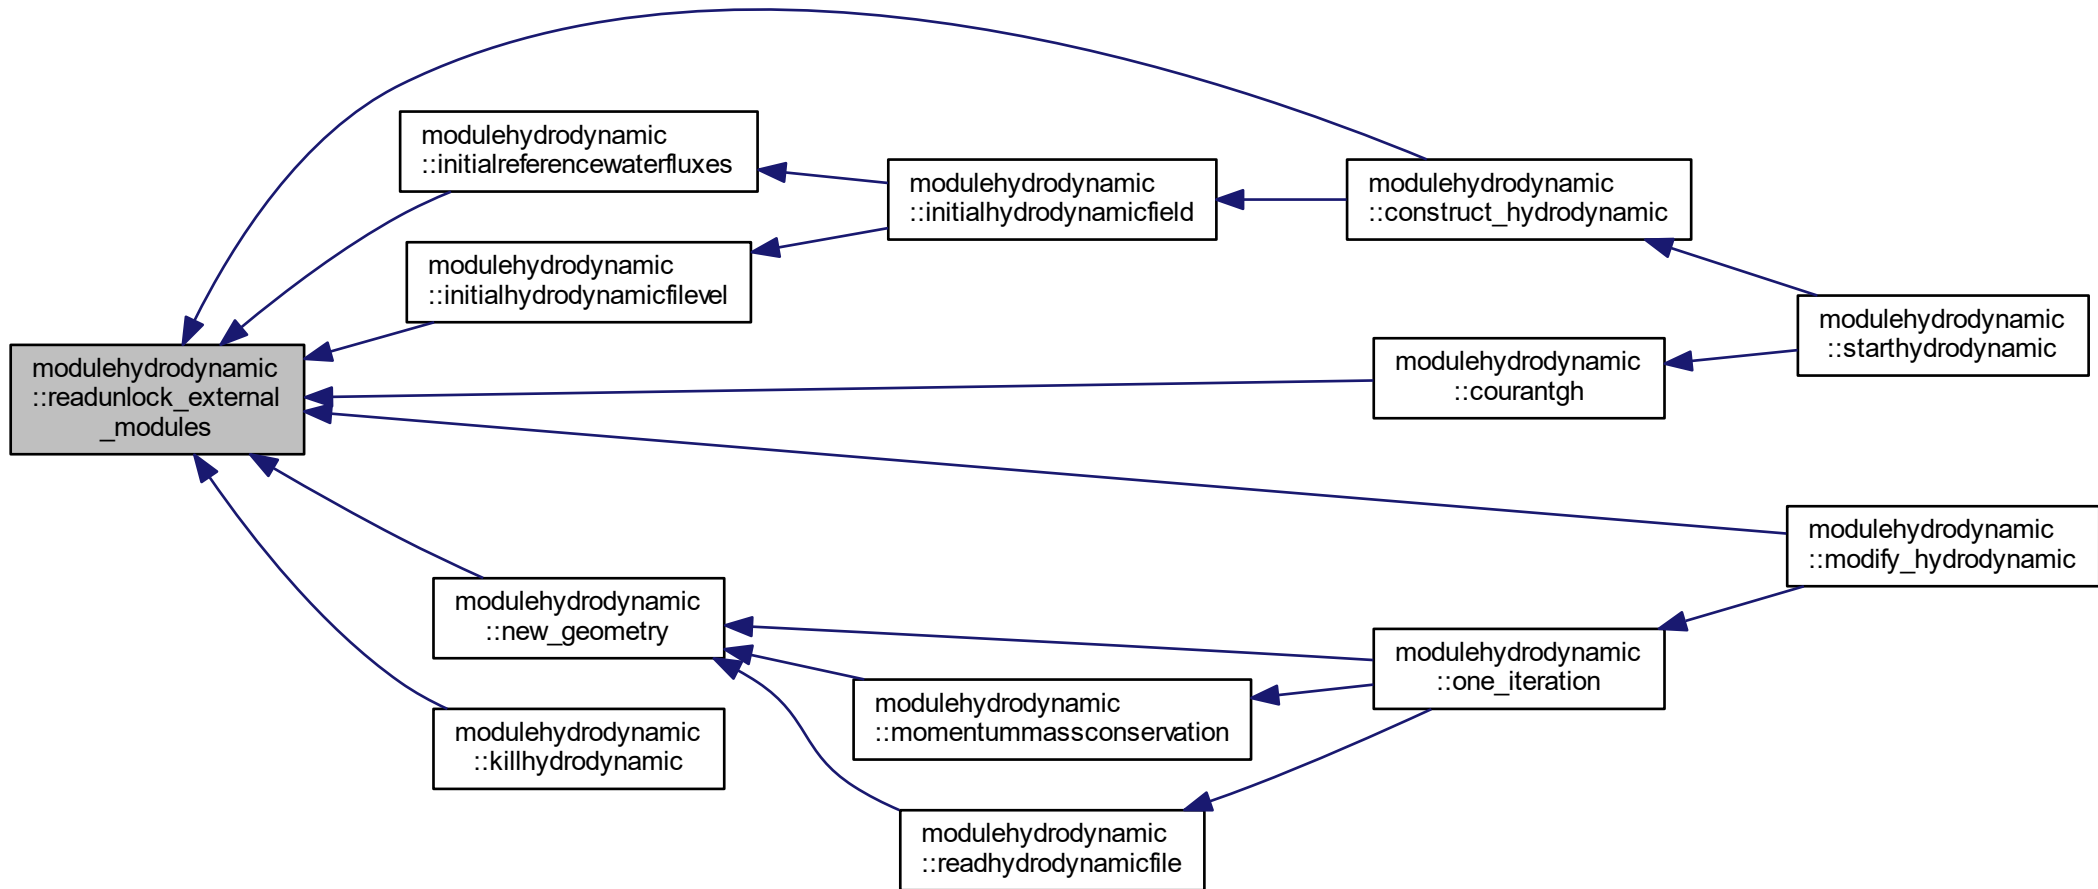 modulehydrodynamic
::initialreferencewaterfluxes
modulehydrodynamic
::initialhydrodynamicfield
modulehydrodynamic
::construct_hydrodynamic
modulehydrodynamic
::initialhydrodynamicfilevel
modulehydrodynamic
::starthydrodynamic
modulehydrodynamic
::readunlock_external
_modules
modulehydrodynamic
::courantgh
modulehydrodynamic
::modify_hydrodynamic
modulehydrodynamic
::new_geometry
modulehydrodynamic
::one_iteration
modulehydrodynamic
::momentummassconservation
modulehydrodynamic
::killhydrodynamic
modulehydrodynamic
::readhydrodynamicfile